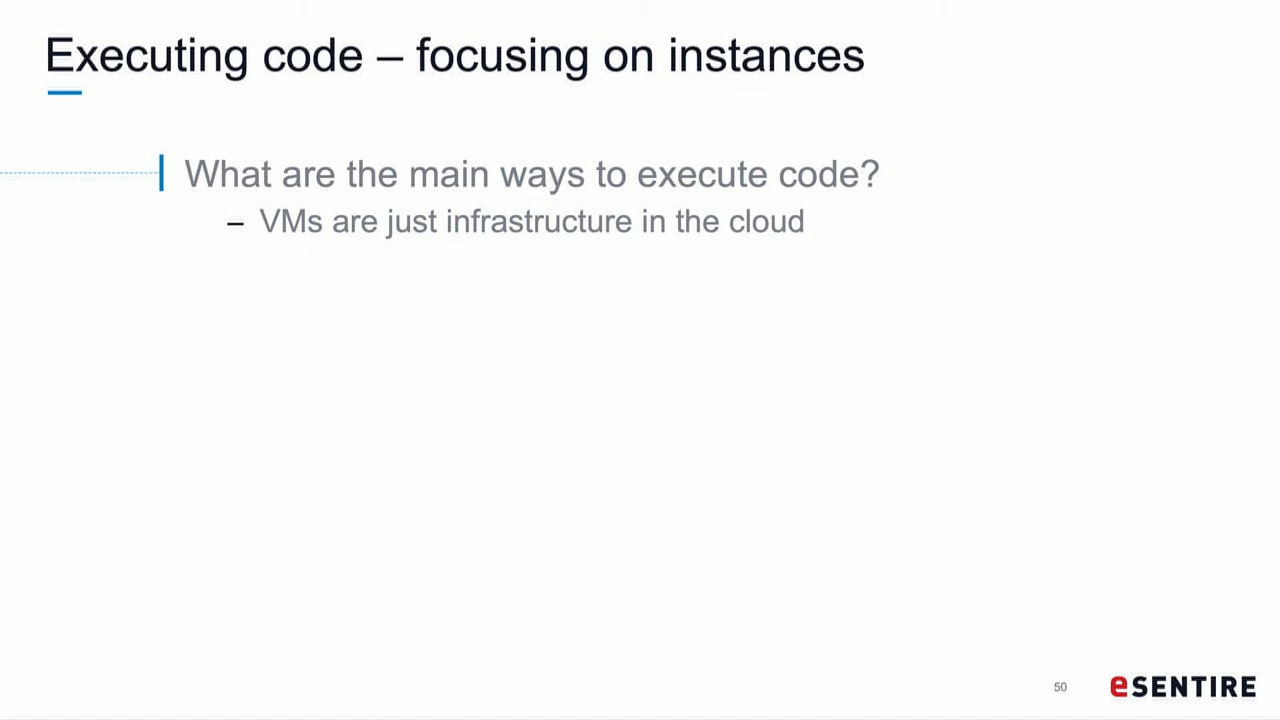 Executing code – focusing on instances
What are the main ways to execute code?
– VMs are just infrastructure in the cloud
50
eSENTIRE